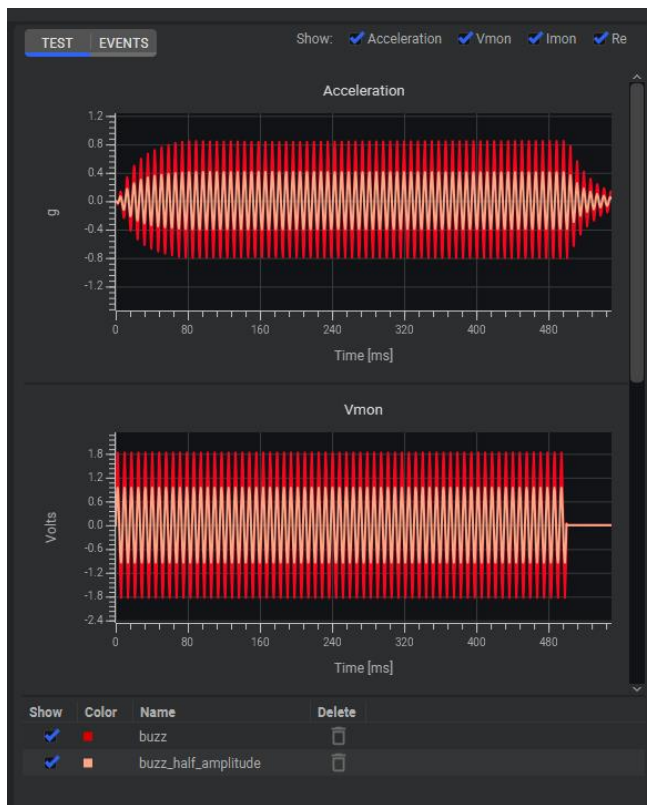 TEST EVENTS Show: Acceleration Vmon Imon Re
Acceleration
1.2
0.8
0.4
0.0
-0.4
-0.8
-1.2
g
0 80 160 240 320 400 480
Time [ms]
Vmon
1.8
1.2
0.6
0.0
-0.6
-1.2
-1.8
-2.4
Volts
0 80 160 240 320 400 480
Time [ms]
Show Color Name Delete
buzz
buzz_half_amplitude